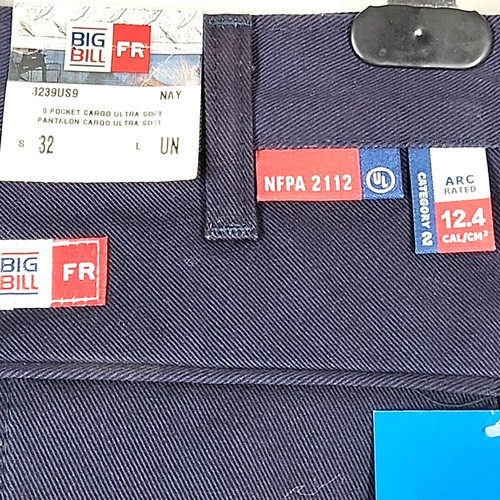 BIG
BILL
FR
3239US9 NAY
9 POCKET CARGO ULTRA SOFT
PANTALON CARGO ULTRA SOFT
S 32 L UN
NFPA 2112
UL
CATEGORY 2
ARC
RATED
12.4
CAL/CM²
BIG
BILL
FR